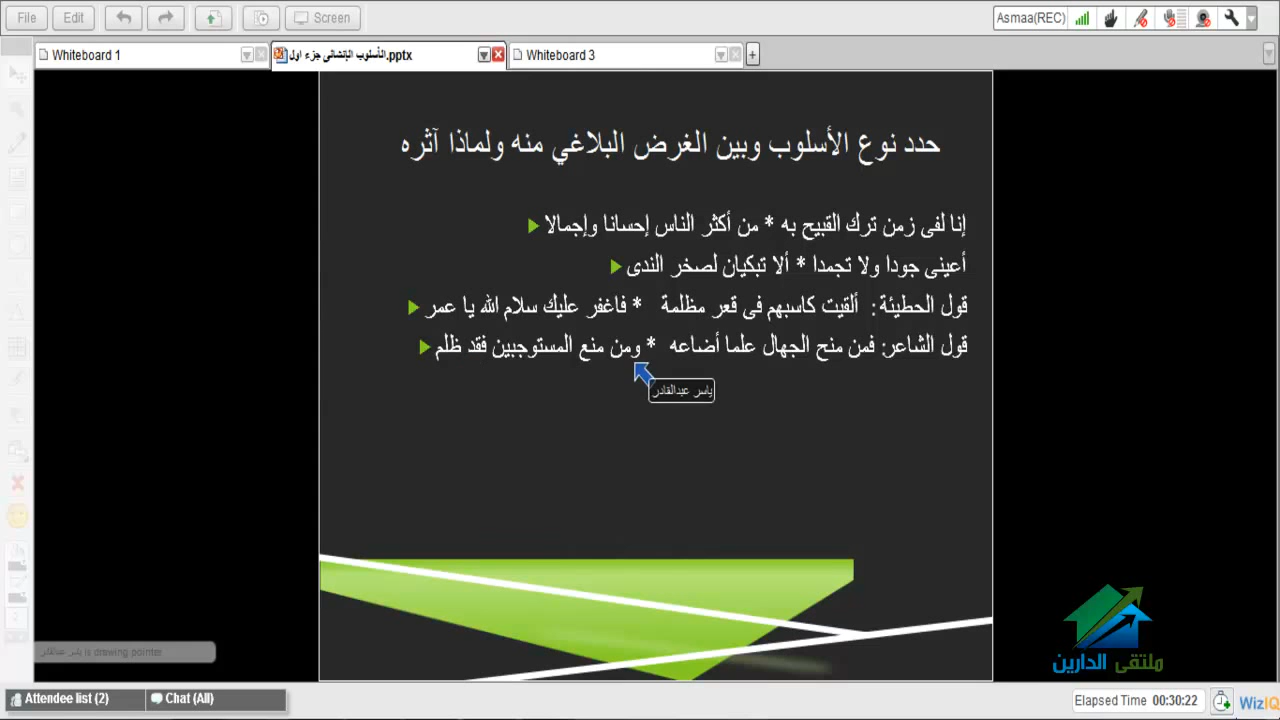 File Edit Screen Asmaa(REC)
Whiteboard 1 الأسلوب الإنشائى جزء اول.pptx Whiteboard 3
حدد نوع الأسلوب وبين الغرض البلاغي منه ولماذا آثره
إنا لفى زمن ترك القبيح به * من أكثر الناس إحسانا وإجمالا
أعينى جودا ولا تجمدا * ألا تبكيان لصخر الندى
قول الحطيئة: ألقيت كاسبهم فى قعر مظلمة * فاغفر عليك سلام الله يا عمر
قول الشاعر: فمن منح الجهال علما أضاعه * ومن منع المستوجبين فقد ظلم
ياسر عبدالقادر
ياسر عبدالقادر is drawing pointer
ملتقى الدارين
Attendee list (2) Chat (All) Elapsed Time 00:30:22 WizIQ